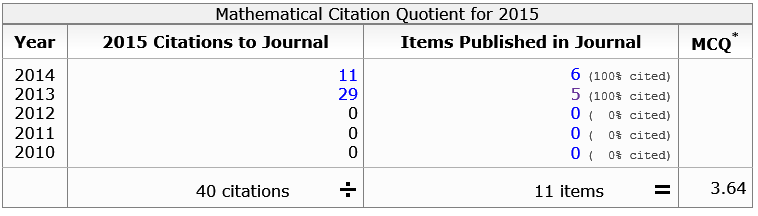 Mathematical Citation Quotient for 2015
Year 2015 Citations to Journal Items Published in Journal MCQ*
2014 11 6 (100% cited)
2013 29 5 (100% cited)
2012 0 0 ( 0% cited)
2011 0 0 ( 0% cited)
2010 0 0 ( 0% cited)
40 citations ÷ 11 items = 3.64